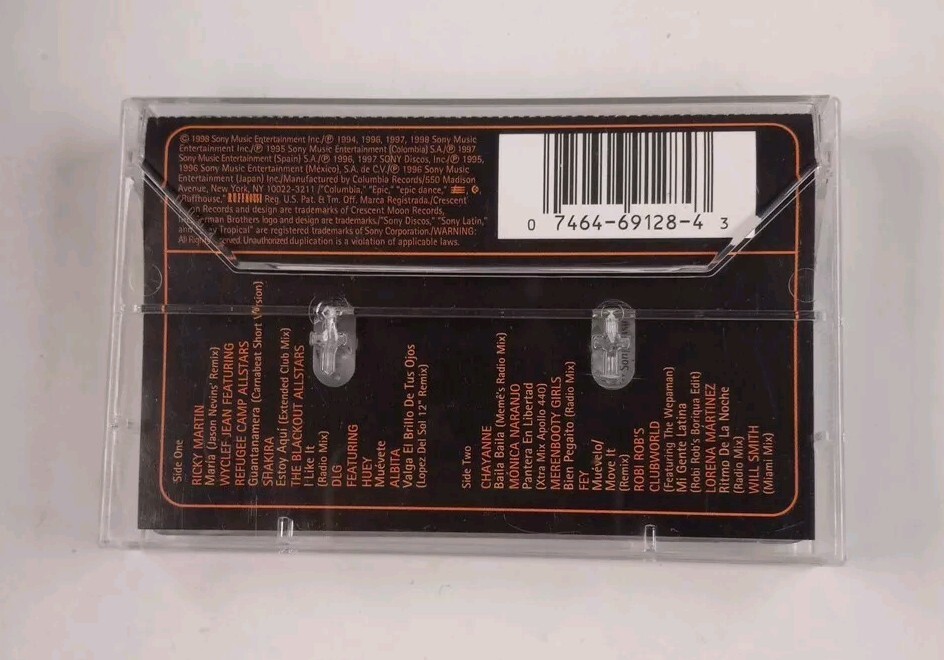 © 1998 Sony Music Entertainment Inc./℗ 1994, 1996, 1997, 1998 Sony Music
Entertainment Inc./℗ 1995 Sony Music Entertainment (Colombia) S.A./℗ 1997
Sony Music Entertainment (Spain) S.A./℗ 1996, 1997 SONY Discos, Inc./℗ 1995,
1996 Sony Music Entertainment (México), S.A. de C.V./℗ 1996 Sony Music
Entertainment (Japan) Inc./Manufactured by Columbia Records/550 Madison
Avenue, New York, NY 10022-3211/"Columbia," "Epic," "epic dance,"
"Ruffhouse," RUFFHOUSE Reg. U.S. Pat. & Tm. Off. Marca Registrada./Crescent
Records and design are trademarks of Crescent Moon Records,
Brothers logo and design are trademarks./"Sony Discos," "Sony Latin,"
Tropical" are registered trademarks of Sony Corporation./WARNING:
All Rights Reserved. Unauthorized duplication is a violation of applicable laws.
0 7464-69128-4 3
Side One
RICKY MARTIN
María (Jason Nevins' Remix)
WYCLEF JEAN FEATURING
REFUGEE CAMP ALLSTARS
Guantanamera (Carnabeat Short Version)
SHAKIRA
Estoy Aquí (Extended Club Mix)
THE BLACKOUT ALLSTARS
I Like It
(Radio Mix)
DLG
FEATURING
HUEY
Muévete
ALBITA
Valga El Brillo De Tus Ojos
(Lopez Del Sol 12" Remix)
Side Two
CHAYANNE
Baila Baila (Memê's Radio Mix)
MÓNICA NARANJO
Pantera En Libertad
(Xtra Mix Apollo 440)
MERENBOOTY GIRLS
Bien Pegaíto (Radio Mix)
FEY
Muévelo/
Move It
(Remix)
ROBI ROB'S
CLUBWORLD
(Featuring The Wepaman)
Mi Gente Latina
(Robi Rob's Boriqua Edit)
LORENA MARTÍNEZ
Ritmo De La Noche
(Radio Mix)
WILL SMITH
(Miami Mix)